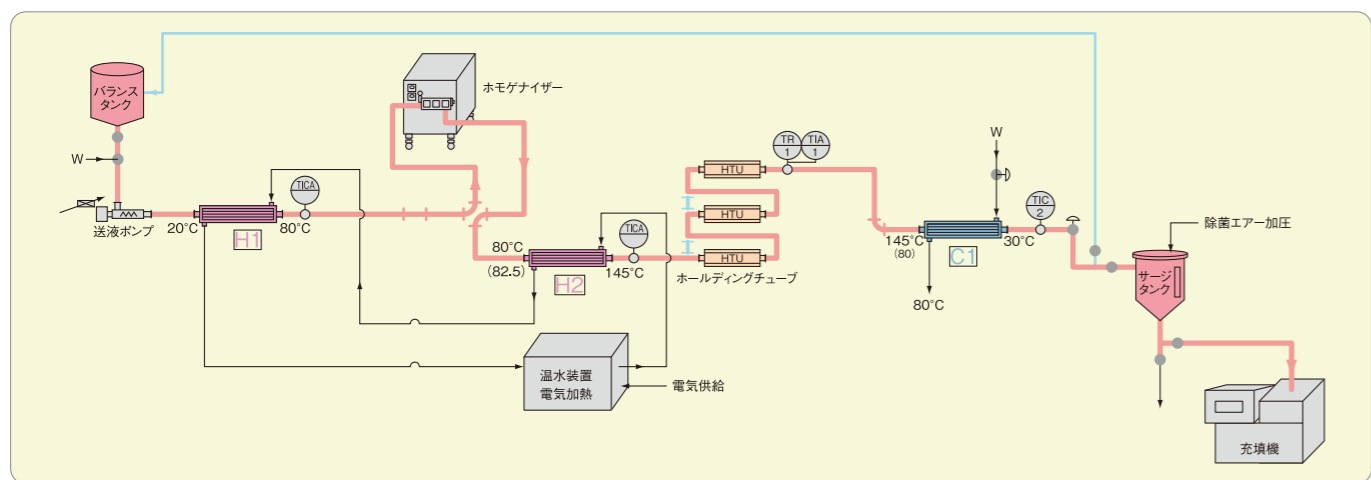 バランス
タンク
W
送液ポンプ
20℃
H1
80℃
TICA
ホモゲナイザー
80℃
(82.5)
H2
145℃
TICA
HTU
HTU
HTU
ホールディングチューブ
TR
1
TIA
1
温水装置
電気加熱
電気供給
W
145℃
(80)
C1
30℃
80℃
TIC
2
除菌エアー加圧
サージ
タンク
充填機